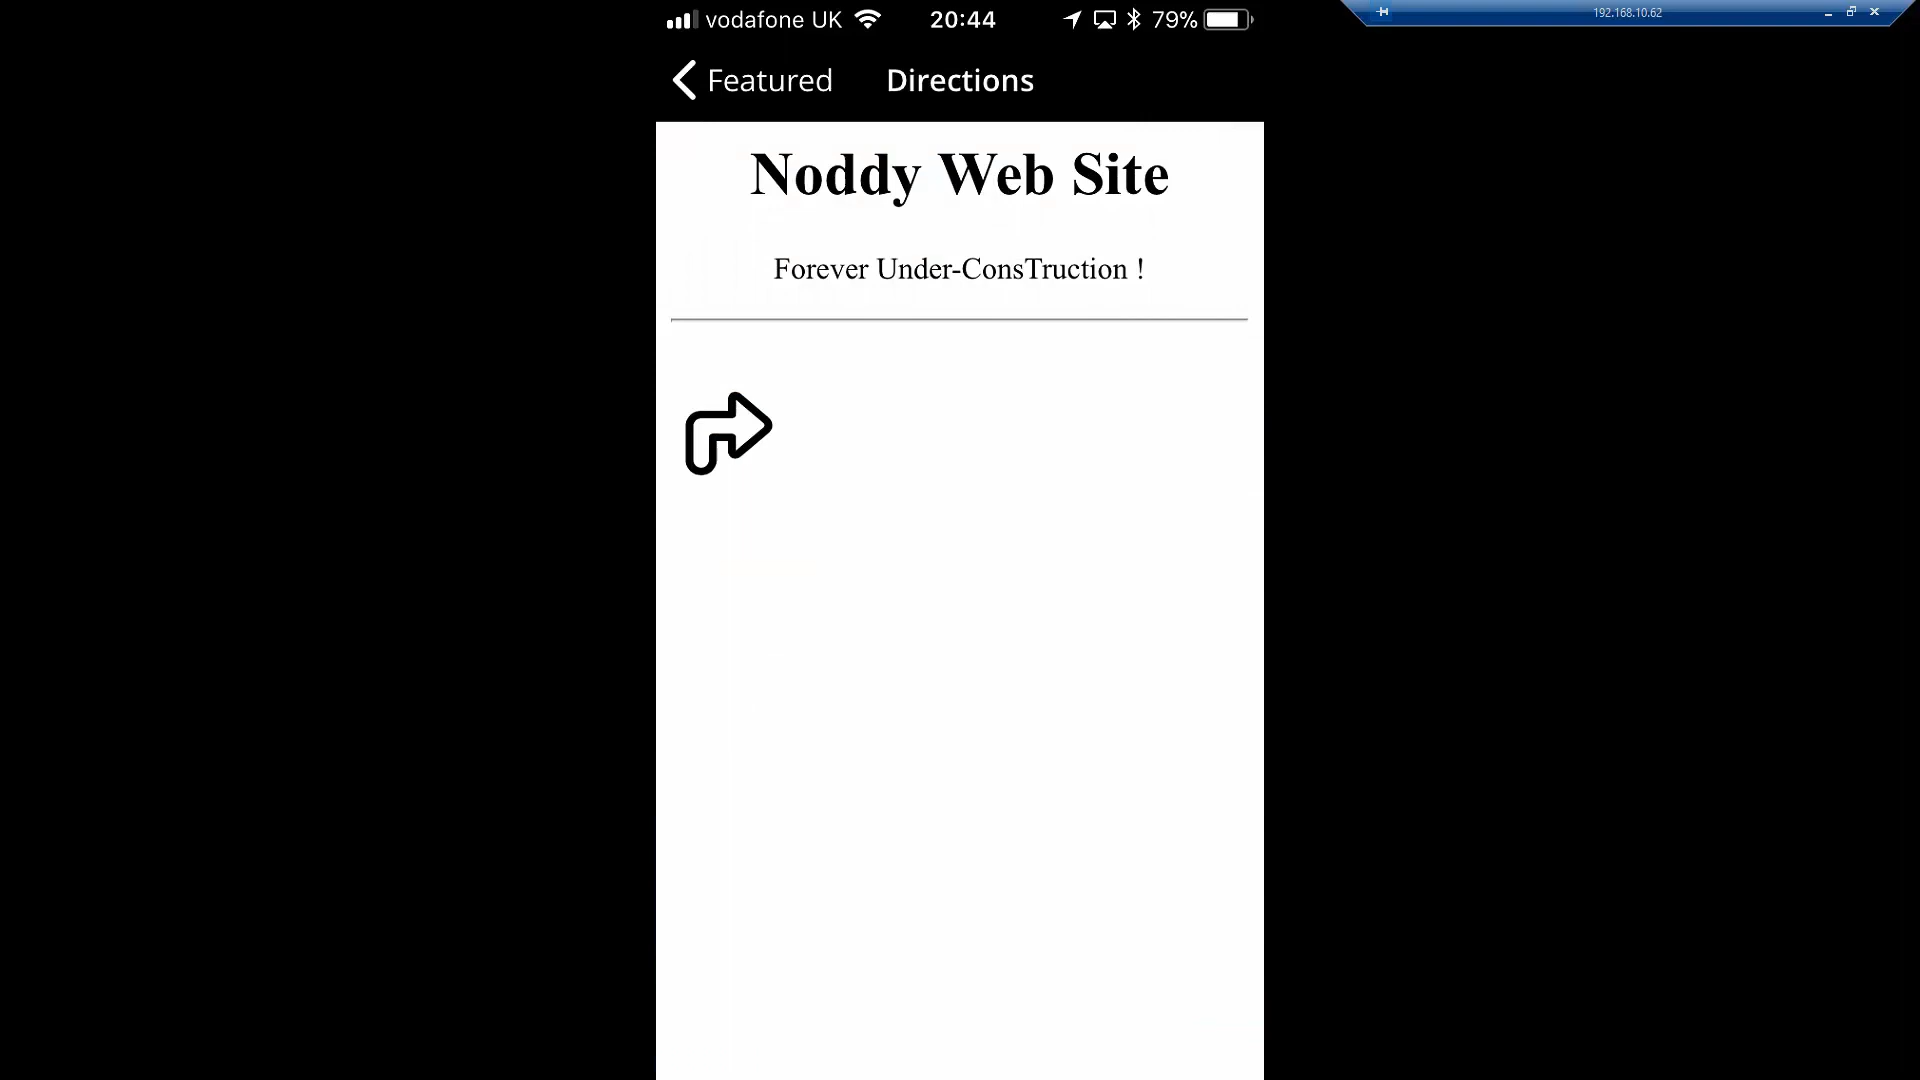 vodafone UK 20:44 79%
192.168.10.62
Featured Directions
Noddy Web Site
Forever Under-ConsTruction !